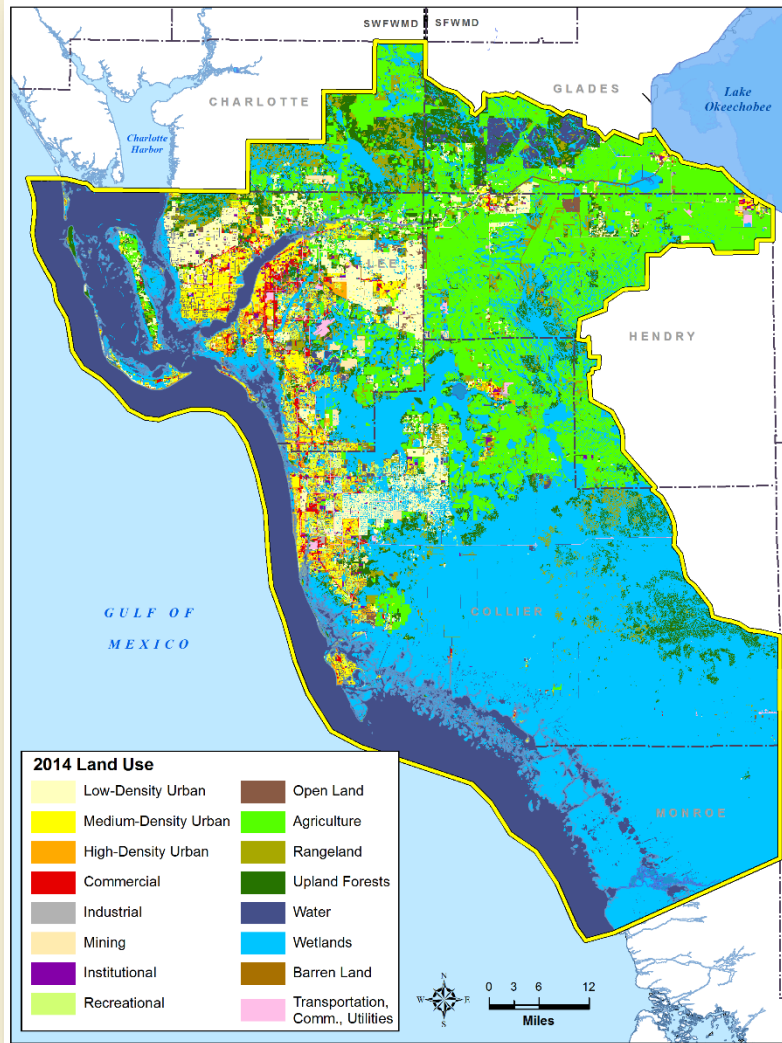 SWFWMD SFWMD
CHARLOTTE
GLADES
Lake
Okeechobee
Charlotte
Harbor
LEE
HENDRY
GULF OF
MEXICO
COLLIER
MONROE
2014 Land Use
Low-Density Urban
Medium-Density Urban
High-Density Urban
Commercial
Industrial
Mining
Institutional
Recreational
Open Land
Agriculture
Rangeland
Upland Forests
Water
Wetlands
Barren Land
Transportation,
Comm., Utilities
N
W E
S
0 3 6 12
Miles